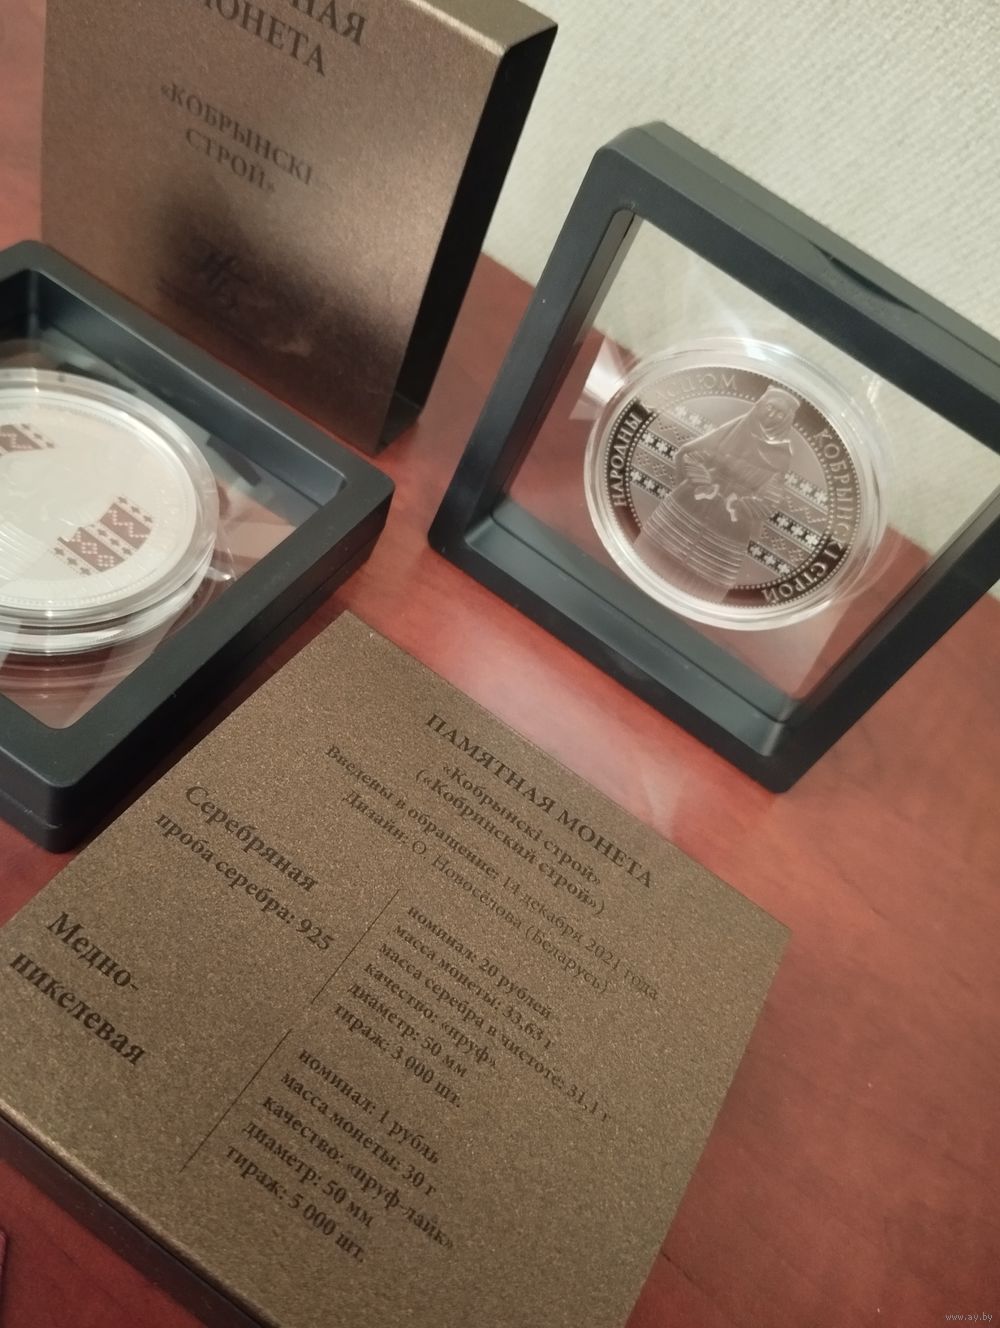 МОНЕТА
«КОБРЫНСКІ
СТРОЙ»
НАРОДНЫ
КОБРЫНСКІ СТРОЙ
ПАМЯТНАЯ МОНЕТА
«Кобрынскі строй»
(«Кобринский строй»)
Введены в обращение: 14 декабря 2021 года
Дизайн: О. Новосёлова (Беларусь)
Серебряная
проба серебра: 925
номинал: 20 рублей
масса монеты: 33,63 г
масса серебра в чистоте: 31,1 г
качество: «пруф»
диаметр: 50 мм
тираж: 3 000 шт.
Медно-
никелевая
номинал: 1 рубль
масса монеты: 30 г
качество: «пруф-лайк»
диаметр: 50 мм
тираж: 5 000 шт.
www.ay.by